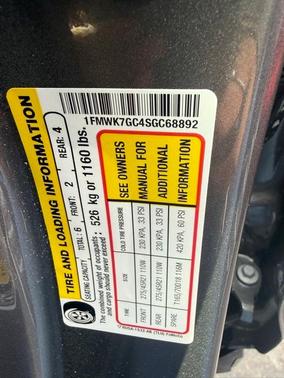 1FMWK7GC4SGC68892
TIRE AND LOADING INFORMATION
SEATING CAPACITY TOTAL: 6 FRONT: 2 REAR: 4
The combined weight of occupants and cargo should never exceed: 526 kg or 1160 lbs.
TIRE SIZE COLD TIRE PRESSURE
FRONT 275/45R21 110W 230 KPA, 33 PSI
REAR 275/45R21 110W 230 KPA, 33 PSI
SPARE T165/70D18 116M 420 KPA, 60 PSI
SEE OWNERS
MANUAL FOR
ADDITIONAL
INFORMATION